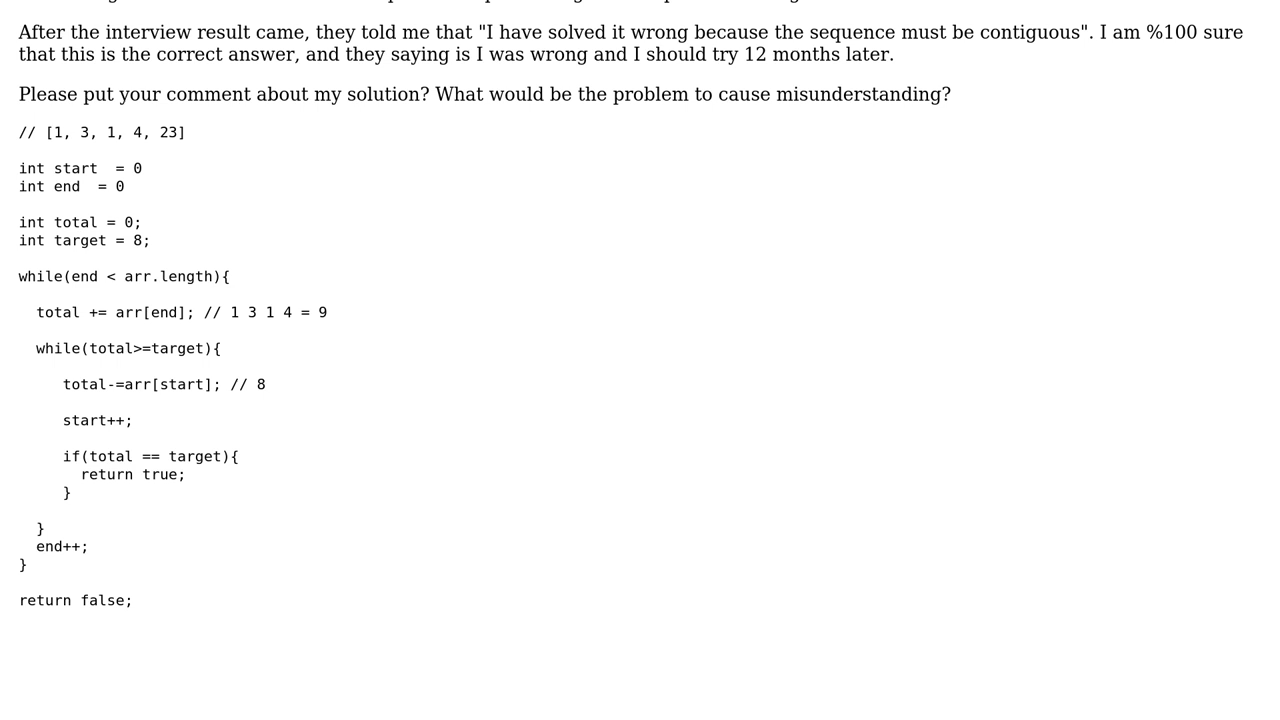 After the interview result came, they told me that "I have solved it wrong because the sequence must be contiguous". I am %100 sure
that this is the correct answer, and they saying is I was wrong and I should try 12 months later.
Please put your comment about my solution? What would be the problem to cause misunderstanding?
// [1, 3, 1, 4, 23]
int start  = 0
int end  = 0
int total = 0;
int target = 8;
while(end < arr.length){
  total += arr[end]; // 1 3 1 4 = 9
  while(total>=target){
     total-=arr[start]; // 8
     start++;
     if(total == target){
       return true;
     }
  }
  end++;
}
return false;